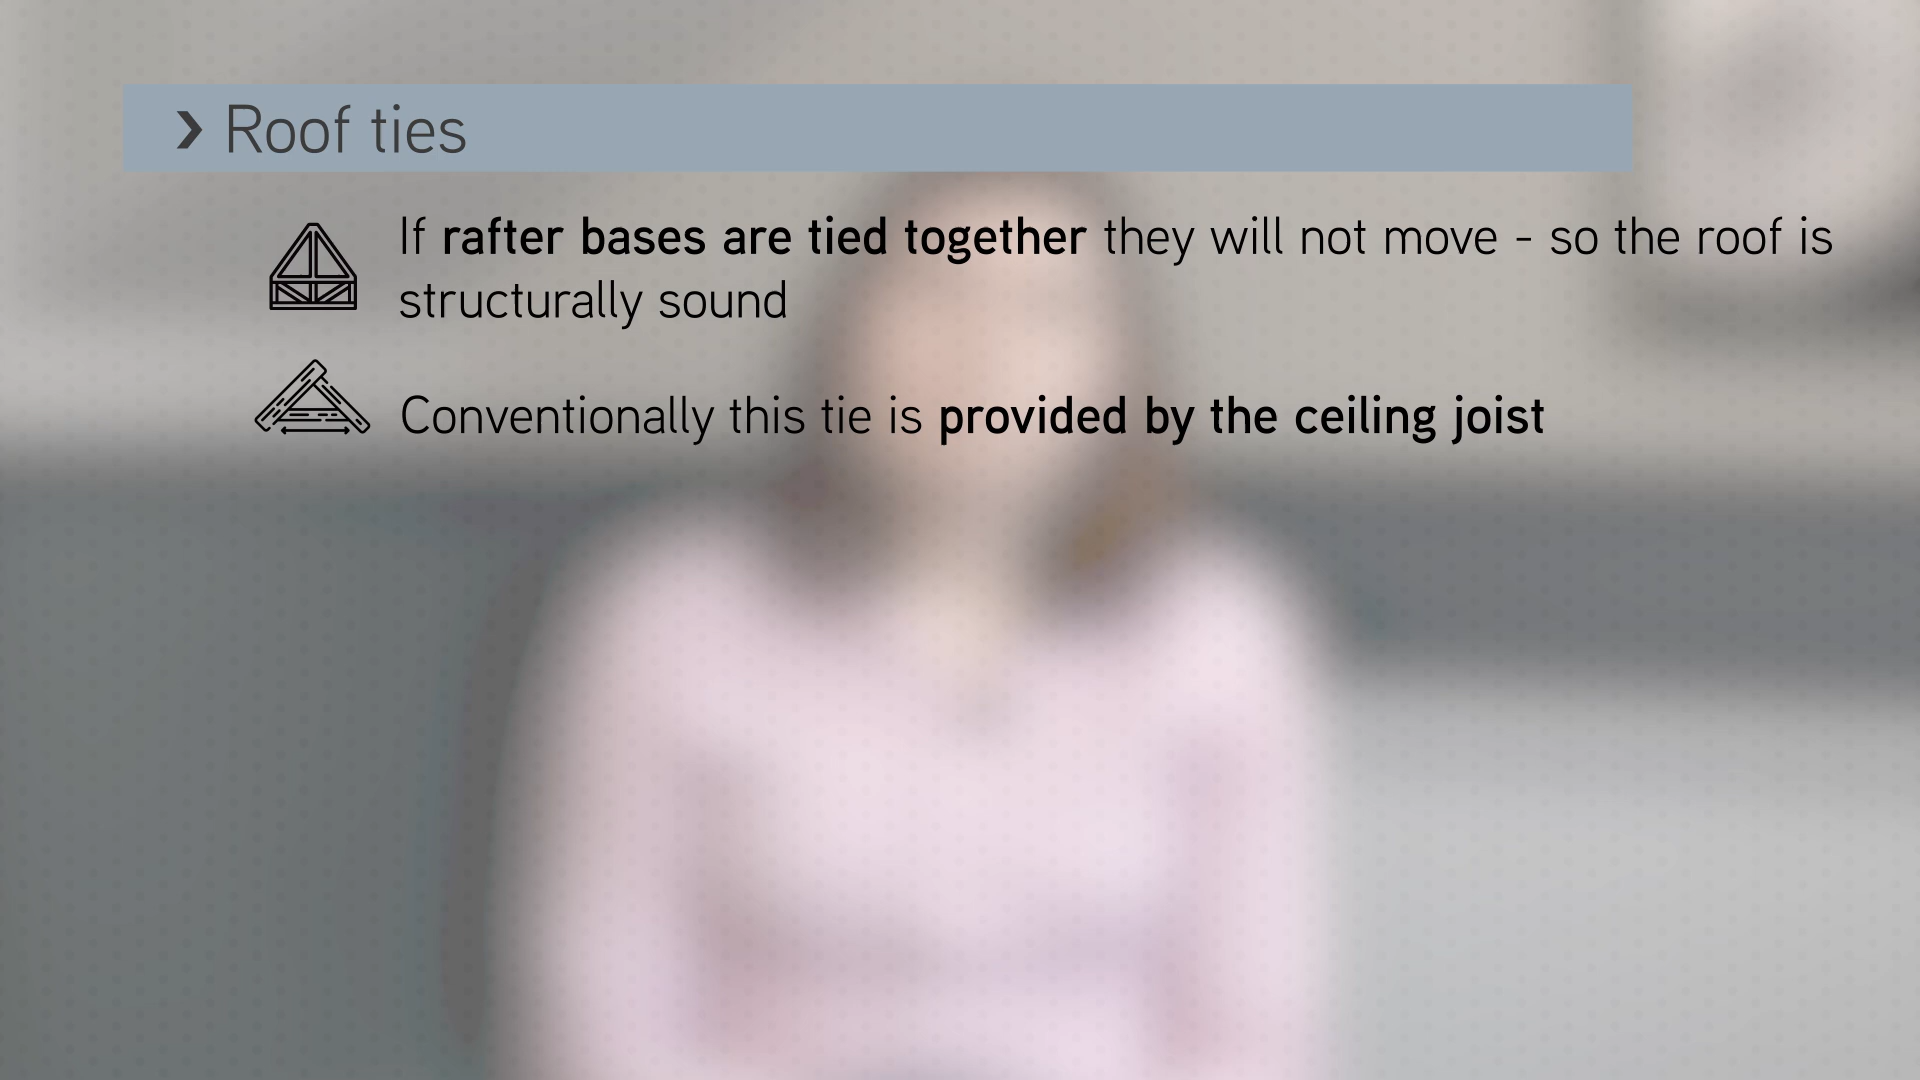 Roof ties
If rafter bases are tied together they will not move - so the roof is
structurally sound
Conventionally this tie is provided by the ceiling joist